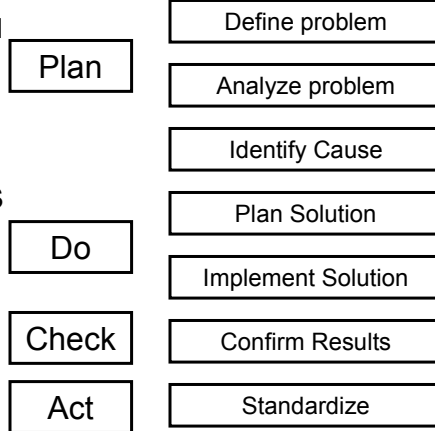 Plan
Do
Check
Act
Define problem
Analyze problem
Identify Cause
Plan Solution
Implement Solution
Confirm Results
Standardize